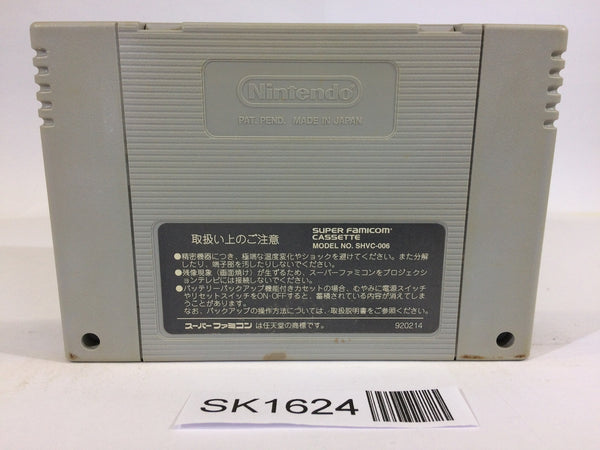 Nintendo
PAT. PEND. MADE IN JAPAN
取扱い上のご注意
SUPER FAMICOM
CASSETTE
MODEL NO. SHVC-006
●精密機器につき、極端な温度変化やショックを避けてください。また分解
したり、端子部を汚したりしないでください。
●残像現象（画面焼け）が生ずるため、スーパーファミコンをプロジェクシ
ョンテレビには接続しないでください。
●バッテリーバックアップ機能付きカセットの場合、むやみに電源スイッチ
やリセットスイッチをON·OFFすると、蓄積されている内容が消えてしま
うことがあります。
なお、バックアップの操作方法については、取扱説明書をご参照ください。
スーパーファミコンは任天堂の商標です。 920214
SK1624